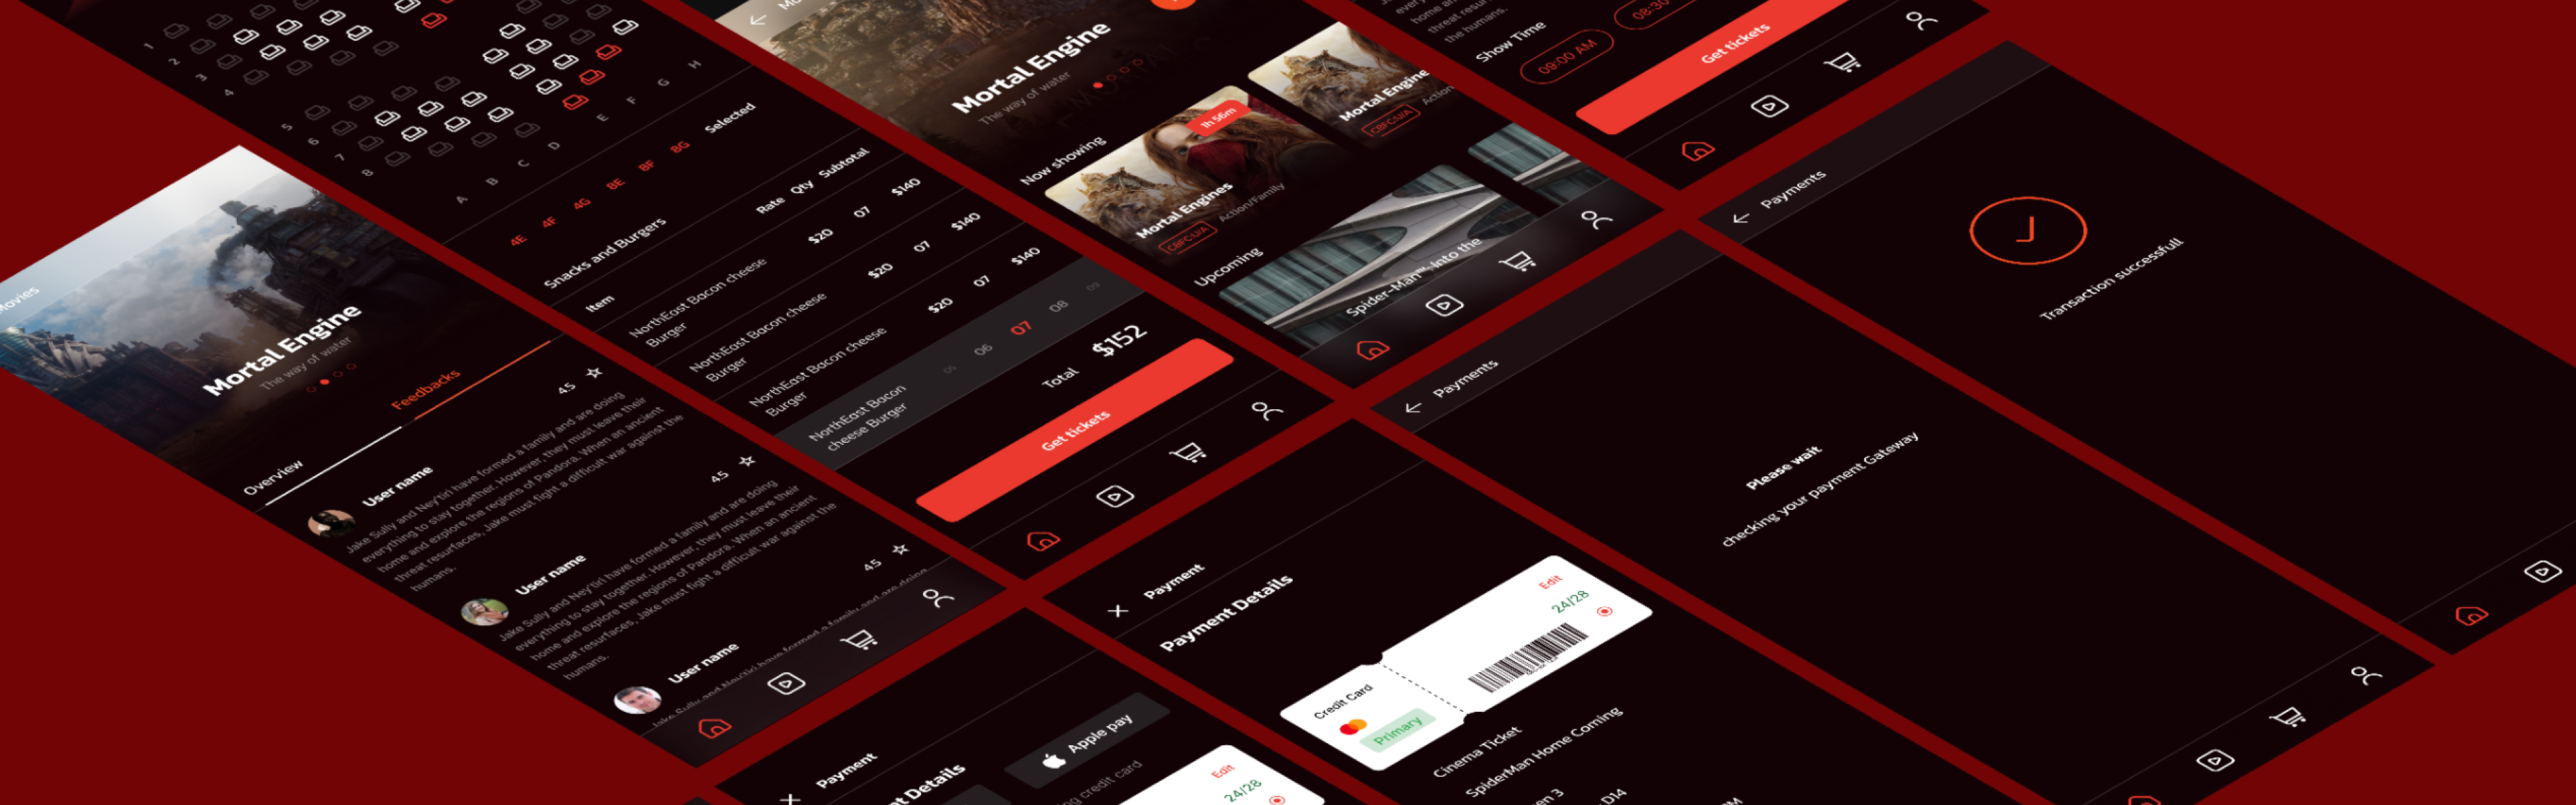 Movies
Mortal Engine
The way of water
Overview
Feedbacks
User name
4.5
Jake Sully and Ney'tiri have formed a family and are doing
everything to stay together. However, they must leave their
home and explore the regions of Pandora. When an ancient
threat resurfaces, Jake must fight a difficult war against the
humans.
User name
4.5
Jake Sully and Ney'tiri have formed a family and are doing
everything to stay together. However, they must leave their
home and explore the regions of Pandora. When an ancient
threat resurfaces, Jake must fight a difficult war against the
humans.
User name
4.5
Jake Sully and Ney'tiri have formed a family and are doing
1
2
3
4
5
6
7
8
A B C D E F G H
4E 4F 4G 8E 8F 8G Selected
Snacks and Burgers
Item Rate Qty Subtotal
NorthEast Bacon cheese
Burger
$20 07 $140
NorthEast Bacon cheese
Burger
$20 07 $140
NorthEast Bacon cheese
Burger
$20 07 $140
NorthEast Bacon
cheese Burger
05 06 07 08 09
Total $152
Get tickets
Mortal Engine
The way of water
Now showing
1h 56m
Mortal Engines
CBFC:U/A Action/Family
Mortal Engine
CBFC:U/A Action
Upcoming
Spider-Man™: into the
home and
threat resur
the humans.
Show Time
09:00 AM
08:30
Get tickets
Payment
Details
Apple pay
credit card
Edit
24/28
Payment
Payment Details
Credit Card
Primary
Edit
24/28
Cinema Ticket
SpiderMan Home Coming
D14
Payments
Please wait
checking your payment Gateway
Payments
Transaction successfull